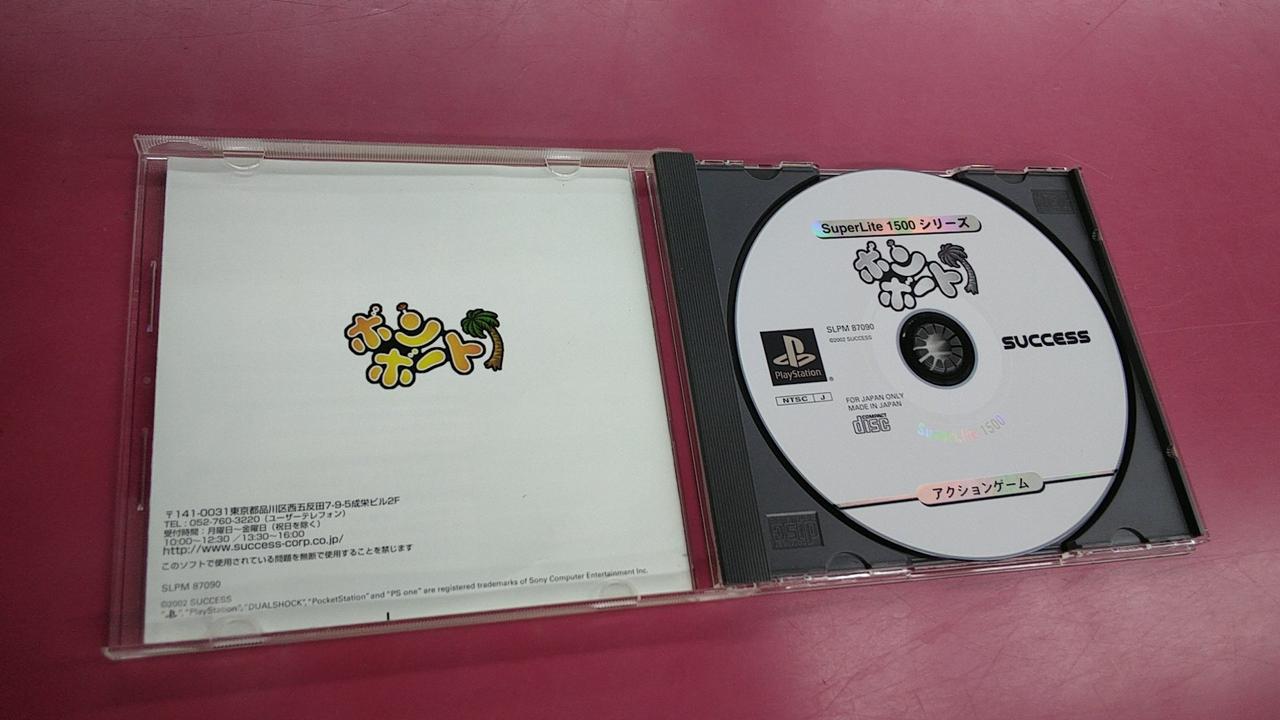 ボンボート
〒141-0031東京都品川区西五反田7-9-5成栄ビル2F
TEL : 052-760-3220（ユーザーテレフォン）
受付時間：月曜日～金曜日（祝日を除く）
10:00～12:30 ／13:30～16:00
http://www.success-corp.co.jp/
このソフトで使用されている問題を無断で使用することを禁じます
SLPM 87090
©2002 SUCCESS
"PlayStation", "DUALSHOCK", "PocketStation" and "PS one" are registered trademarks of Sony Computer Entertainment Inc.
SuperLite 1500 シリーズ
ボンボート
SLPM 87090
©2002 SUCCESS
SUCCESS
PlayStation
®
NTSC J
FOR JAPAN ONLY
MADE IN JAPAN
COMPACT
disc
SuperLite 1500
アクションゲーム